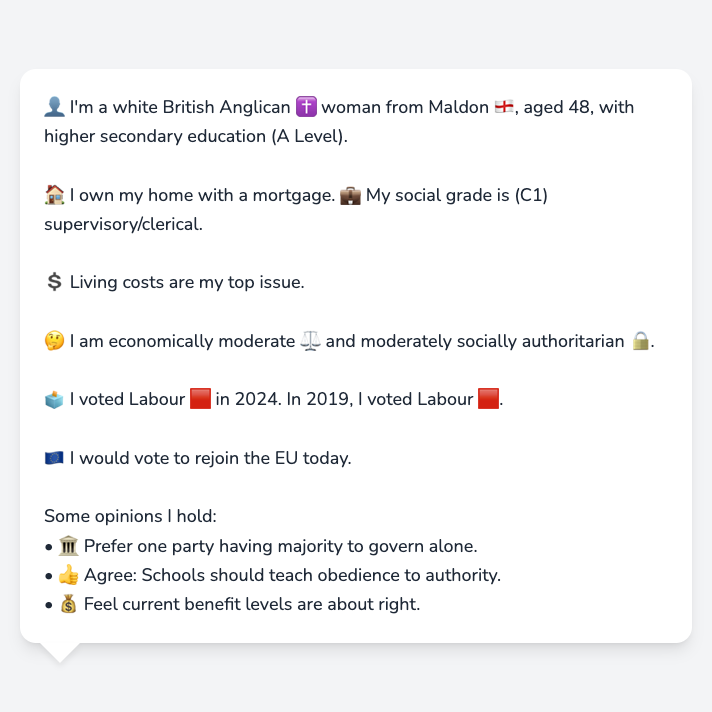 👤 I'm a white British Anglican ✝️ woman from Maldon 🏴󠁧󠁢󠁥󠁮󠁧󠁿, aged 48, with
higher secondary education (A Level).
🏠 I own my home with a mortgage. 💼 My social grade is (C1)
supervisory/clerical.
💲 Living costs are my top issue.
🤔 I am economically moderate ⚖️ and moderately socially authoritarian 🔒.
🗳️ I voted Labour 🟥 in 2024. In 2019, I voted Labour 🟥.
🇪🇺 I would vote to rejoin the EU today.
Some opinions I hold:
• 🏛️ Prefer one party having majority to govern alone.
• 👍 Agree: Schools should teach obedience to authority.
• 💰 Feel current benefit levels are about right.